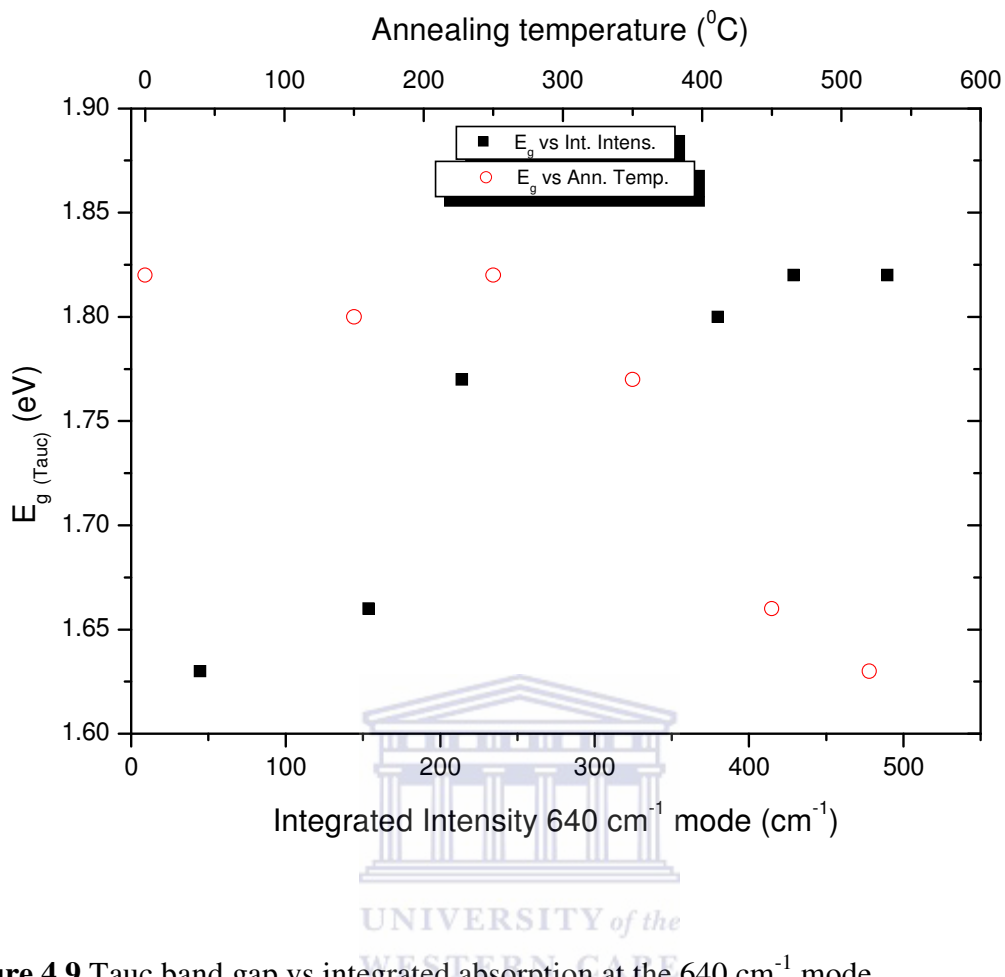 Annealing temperature (⁰C)
0 100 200 300 400 500 600
1.90
1.85
1.80
1.75
1.70
1.65
1.60
E g (Tauc) (eV)
E g vs Int. Intens.
E g vs Ann. Temp.
0 100 200 300 400 500
Integrated Intensity 640 cm⁻¹ mode (cm⁻¹)
UNIVERSITY of the
WESTERN CAPE
ure 4.9 Tauc band gap vs integrated absorption at the 640 cm⁻¹ mode